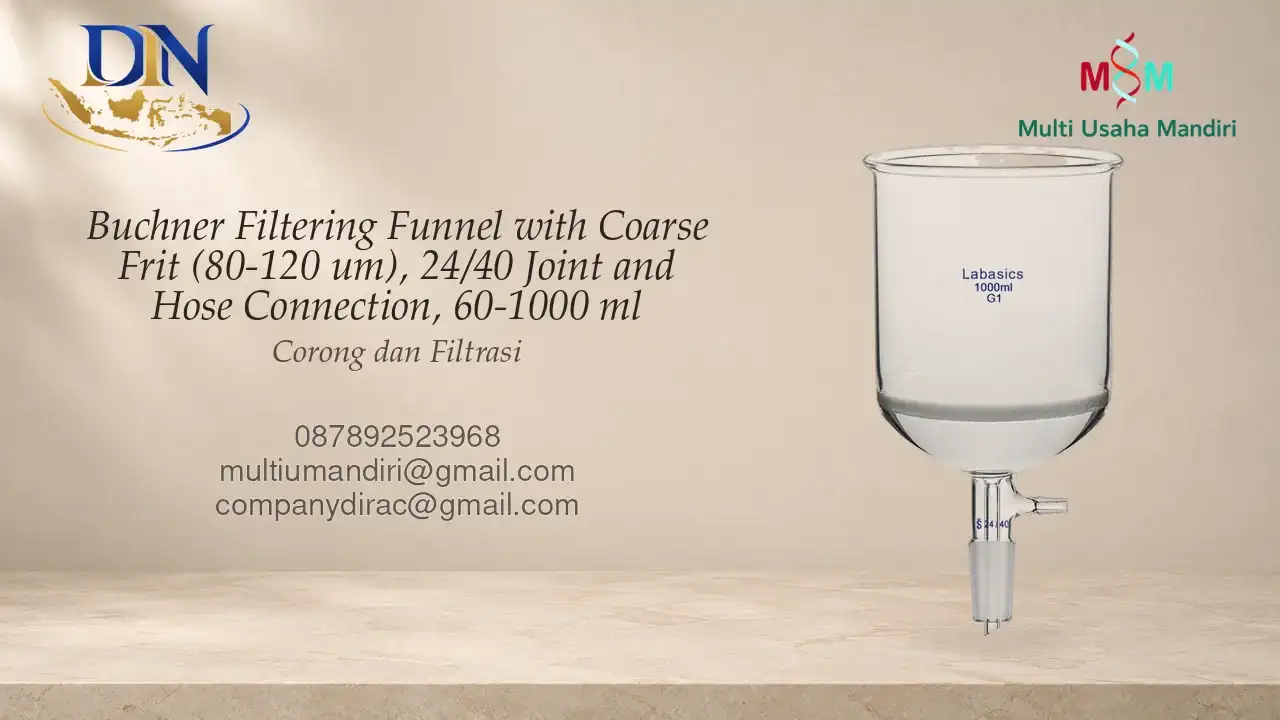 DIN
M M
Multi Usaha Mandiri
Buchner Filtering Funnel with Coarse
Frit (80-120 um), 24/40 Joint and
Hose Connection, 60-1000 ml
Corong dan Filtrasi
087892523968
multiumandiri@gmail.com
companydirac@gmail.com
Labasics
1000ml
G1
24/40